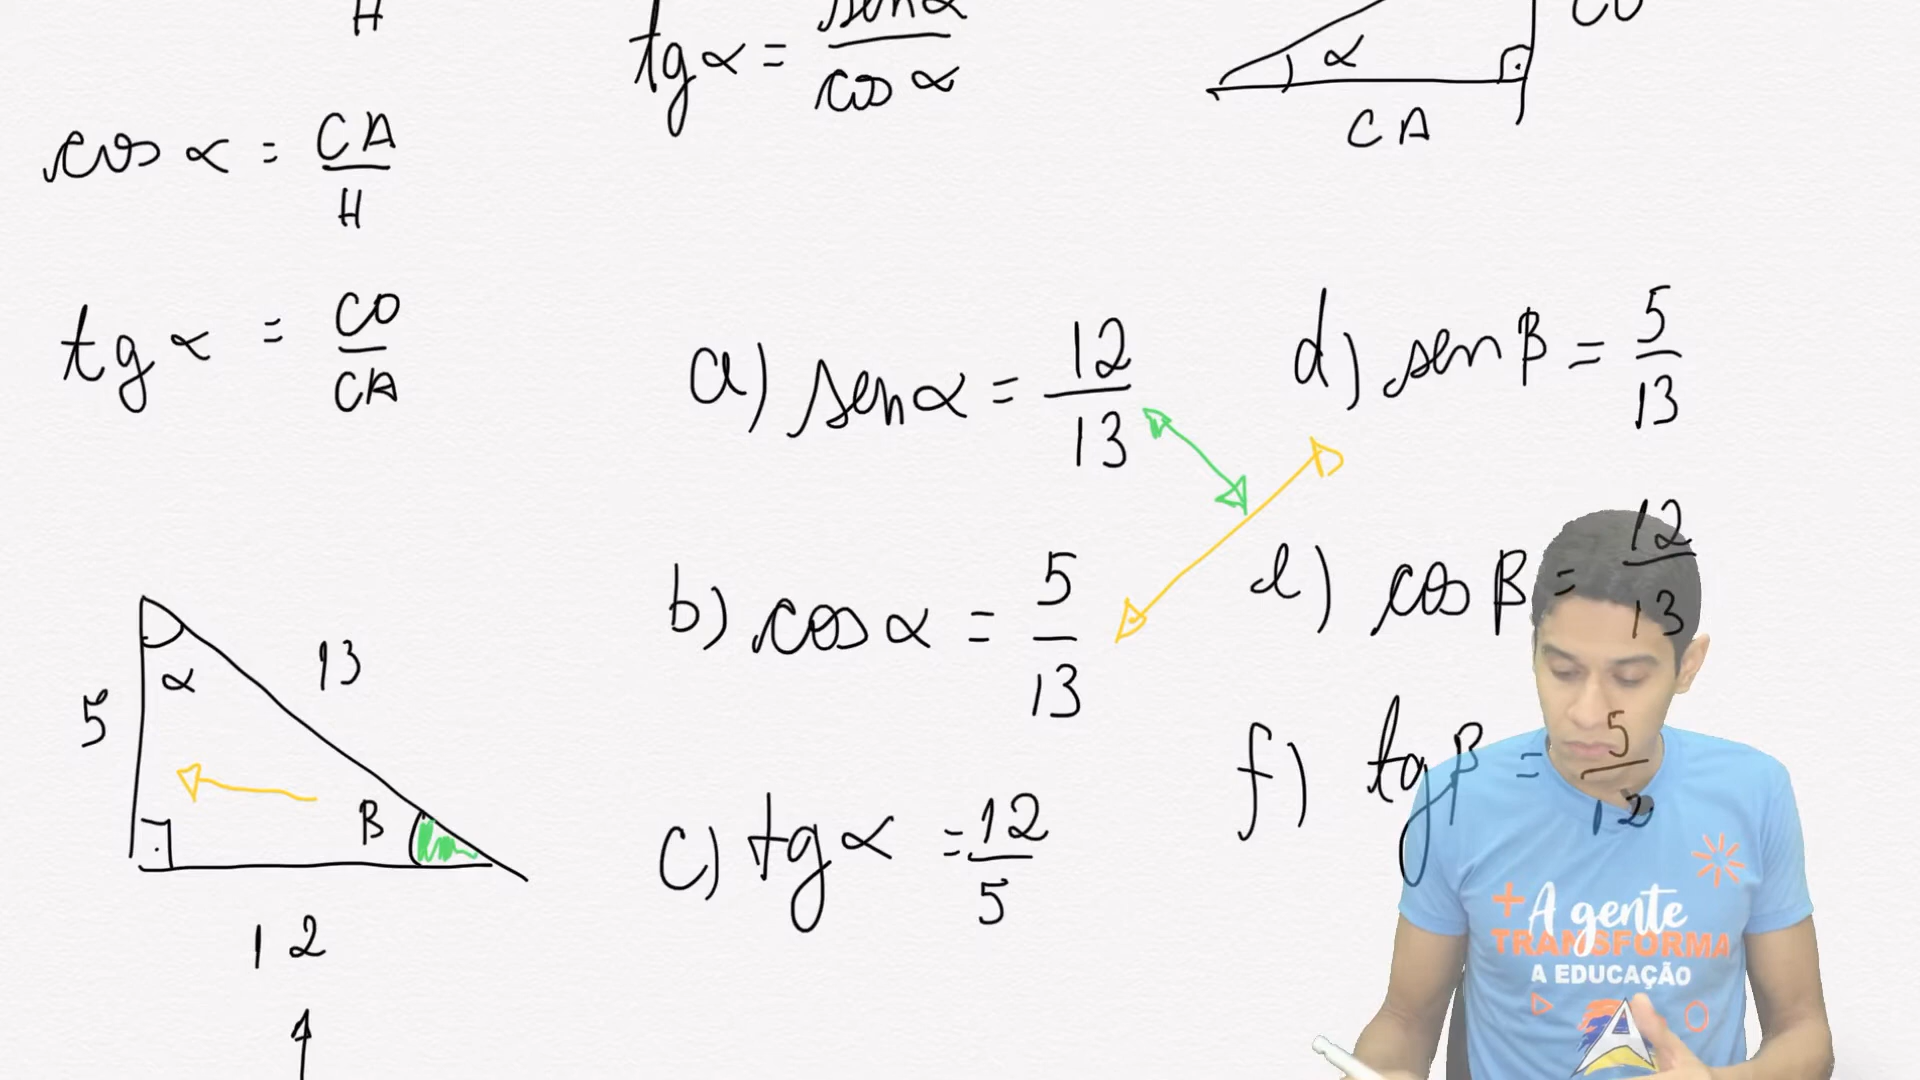 H
cos α = CA
H
tg α = CO
CA
tg α = sen α
cos α
α
CO
CA
a) sen α = 12
13
b) cos α = 5
13
c) tg α = 12
5
d) sen β = 5
13
e) cos β = 12
13
f) tg β = 5
12
5
α
13
β
12
+ A gente
TRANSFORMA
A EDUCAÇÃO